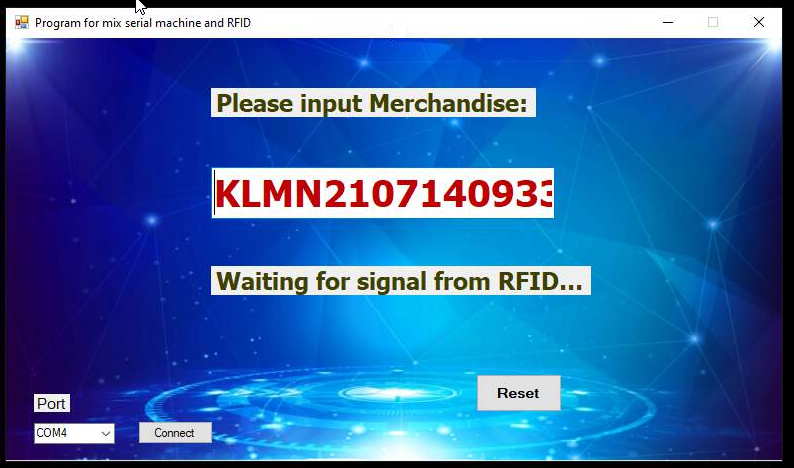 Program for mix serial machine and RFID
Please input Merchandise:
KLMN2107140933
Waiting for signal from RFID...
Reset
Port
COM4
Connect